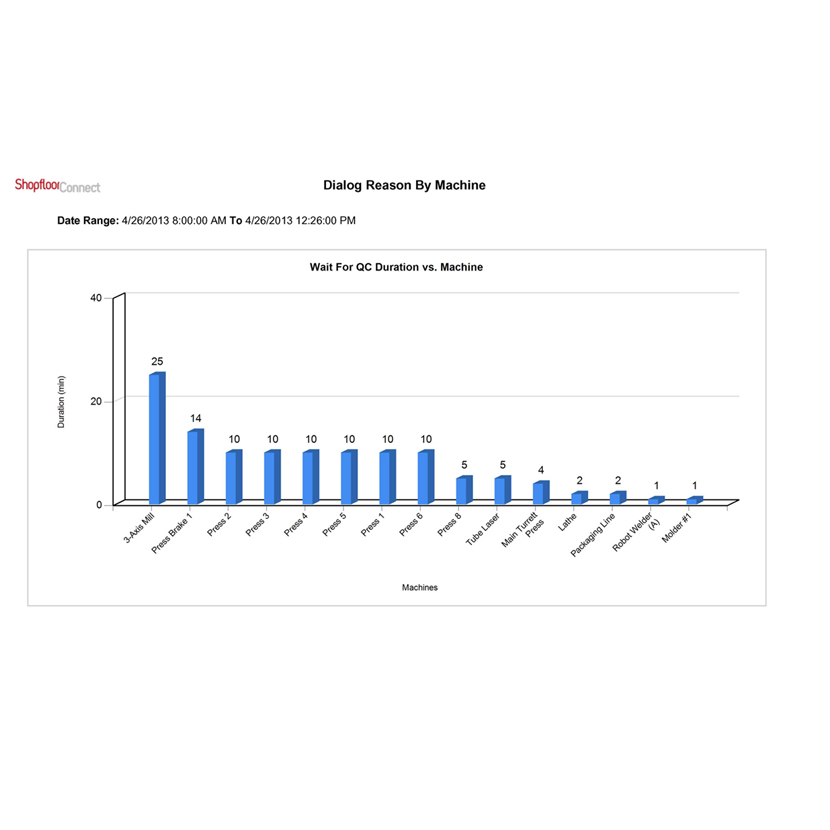 ShopfloorConnect
Dialog Reason By Machine
Date Range: 4/26/2013 8:00:00 AM To 4/26/2013 12:26:00 PM
Wait For QC Duration vs. Machine
Duration (min)
40
20
0
25
14
10
10
10
10
10
10
5
5
4
2
2
1
1
3-Axis Mill
Press Brake 1
Press 2
Press 3
Press 4
Press 5
Press 1
Press 6
Press 8
Tube Laser
Main Turrett
Press
Lathe
Packaging Line
Robot Welder
(A)
Molder #1
Machines